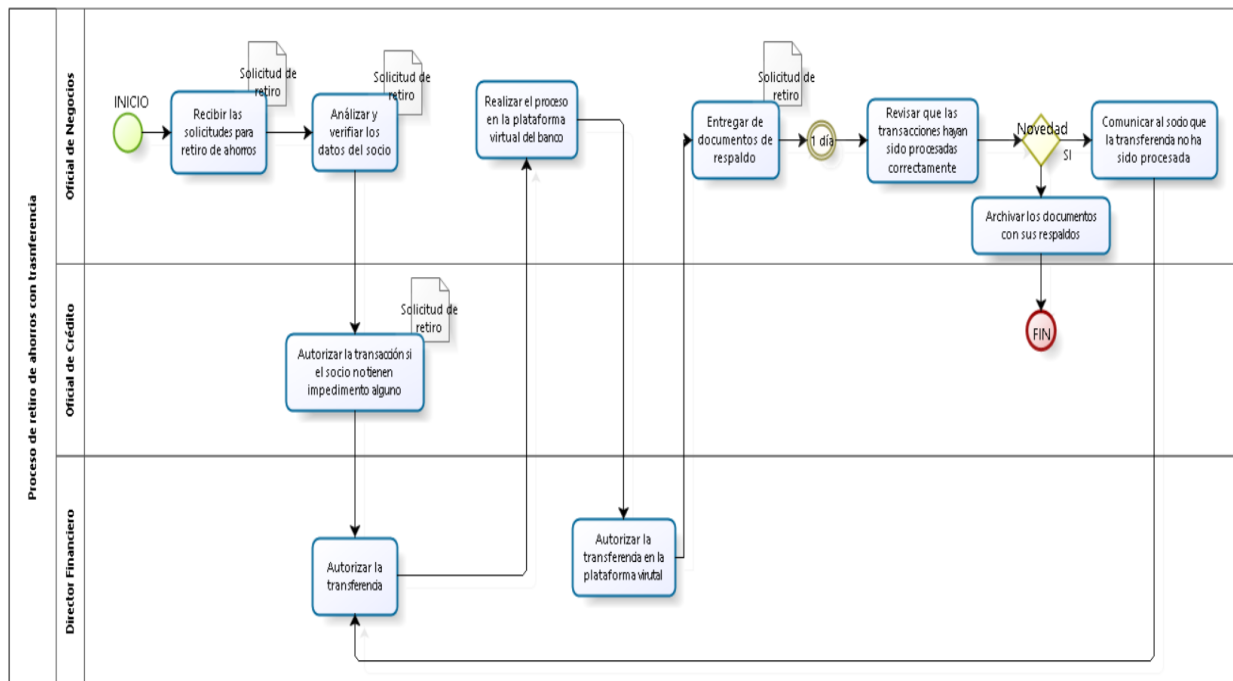 Proceso de retiro de ahorros con trasnferencia
Oficial de Negocios
INICIO
Recibir las
solicitudes para
retiro de ahorros
Solicitud de
retiro
Análizar y
verifiar los
datos del socio
Solicitud de
retiro
Realizar el proceso
en la plataforma
virtual del banco
Entregar de
documentos de
respaldo
Solicitud de
retiro
1 día
Revisar que las
transacciones hayan
sido procesadas
correctamente
Novedad
SI
Comunicar al socio que
la transferencia no ha
sido procesada
Archivar los documentos
con sus respaldos
Oficial de Crédito
Solicitud de
retiro
Autorizar la transacción si
el socio no tienen
impedimento alguno
FIN
Director Financiero
Autorizar la
transferencia
Autorizar la
transferencia en la
plataforma virutal